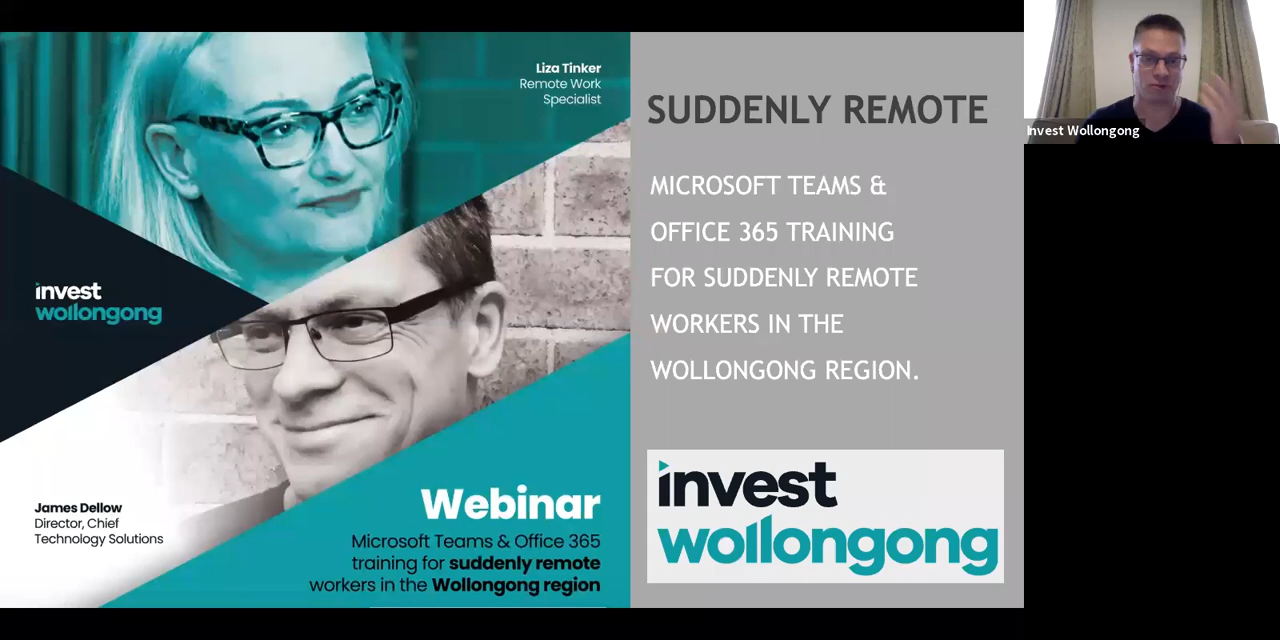 Liza Tinker
Remote Work
Specialist
invest
wollongong
James Dellow
Director, Chief
Technology Solutions
Webinar
Microsoft Teams & Office 365
training for suddenly remote
workers in the Wollongong region
SUDDENLY REMOTE
MICROSOFT TEAMS &
OFFICE 365 TRAINING
FOR SUDDENLY REMOTE
WORKERS IN THE
WOLLONGONG REGION.
invest
wollongong
Invest Wollongong